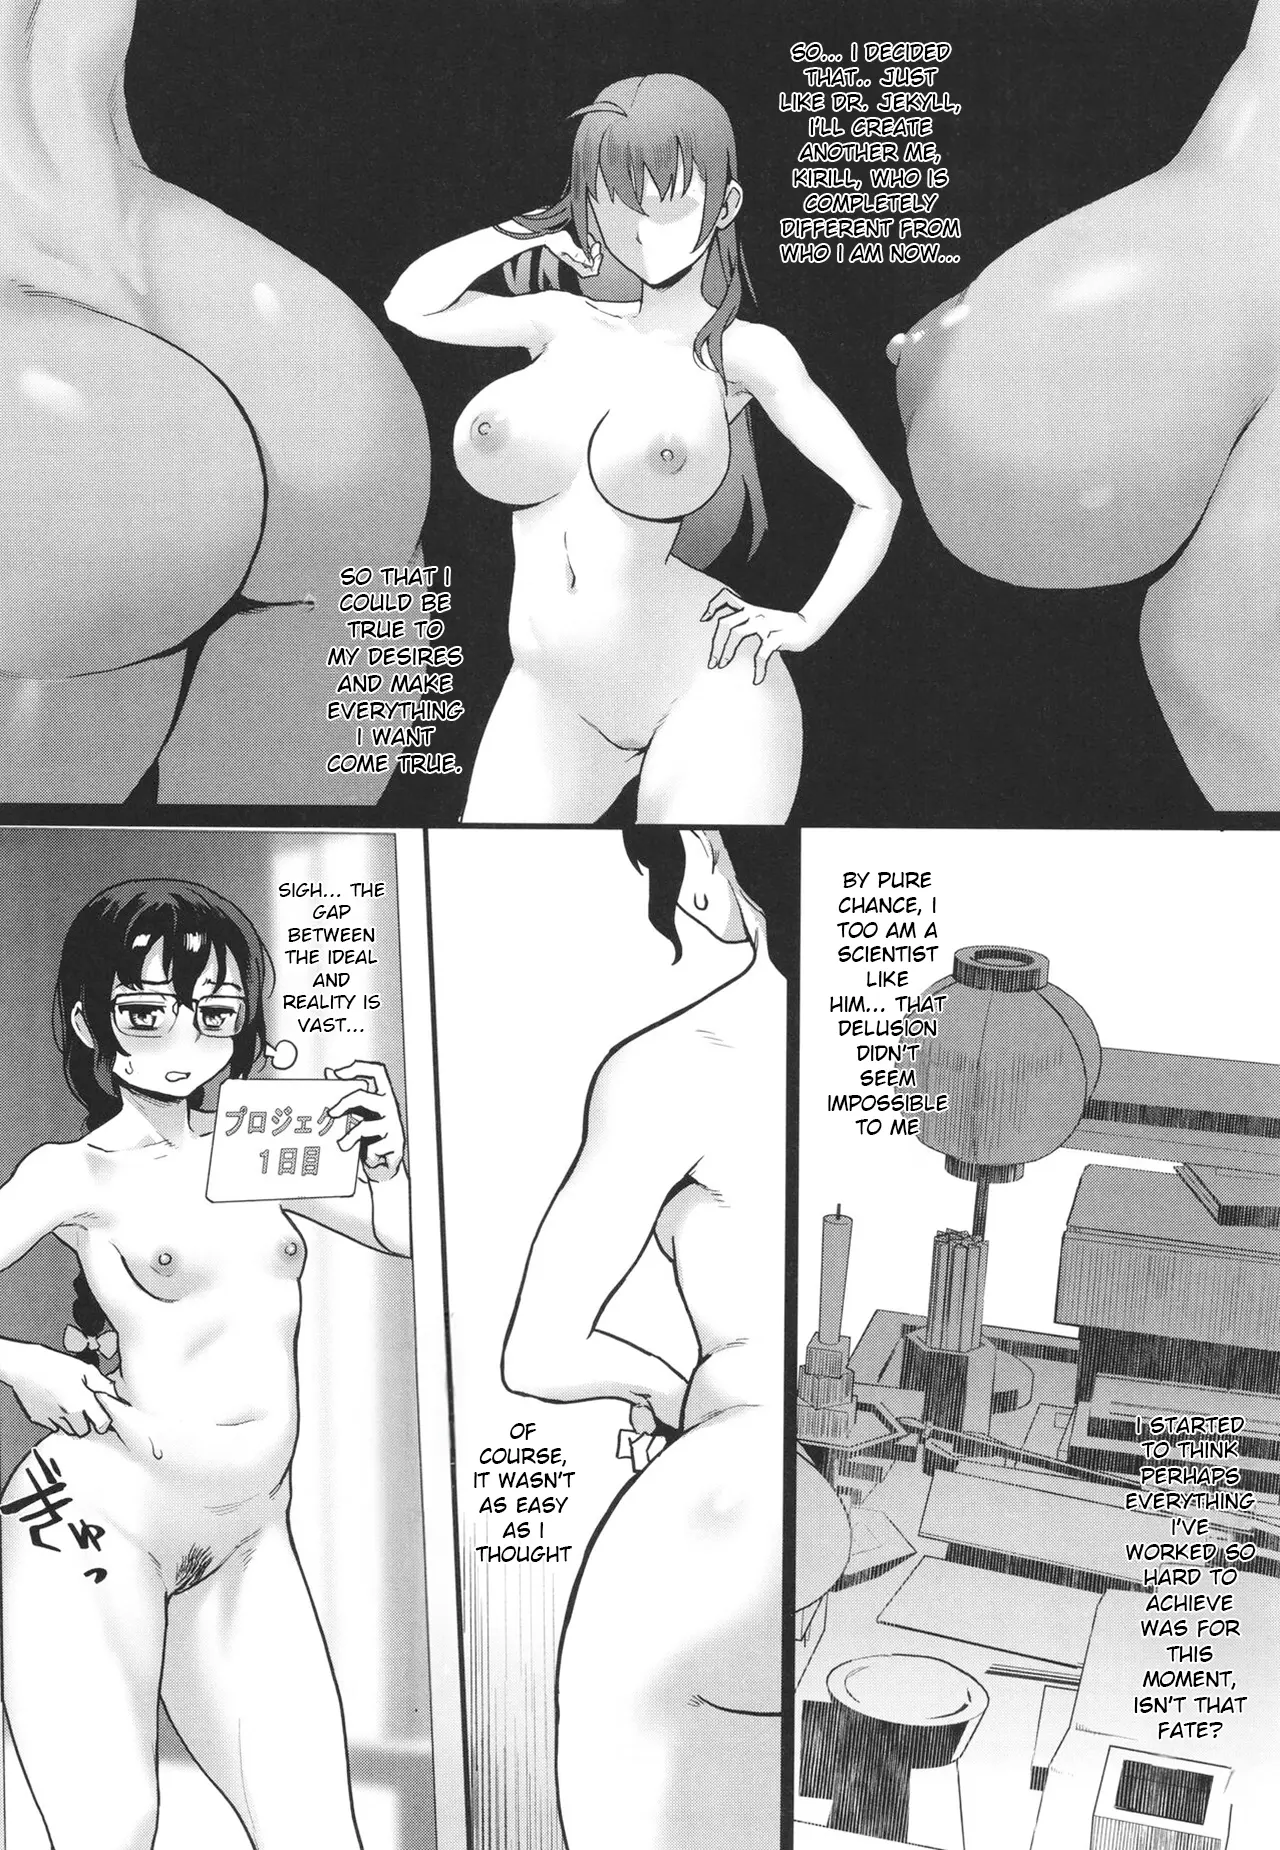 SO... I DECIDED
THAT.. JUST
LIKE DR. JEKYLL,
I'LL CREATE
ANOTHER ME,
KIRILL, WHO IS
COMPLETELY
DIFFERENT FROM
WHO I AM NOW...
SO THAT I
COULD BE
TRUE TO
MY DESIRES
AND MAKE
EVERYTHING
I WANT
COME TRUE.
BY PURE
CHANCE, I
TOO AM A
SCIENTIST
LIKE
HIM... THAT
DELUSION
DIDN'T
SEEM
IMPOSSIBLE
TO ME
I STARTED
TO THINK
PERHAPS
EVERYTHING
I'VE
WORKED SO
HARD TO
ACHIEVE
WAS FOR
THIS
MOMENT,
ISN'T THAT
FATE?
OF
COURSE,
IT WASN'T
AS EASY
AS I
THOUGHT
SIGH... THE
GAP
BETWEEN
THE IDEAL
AND
REALITY IS
VAST...
プロジェクト
1日目
ぎゅっ